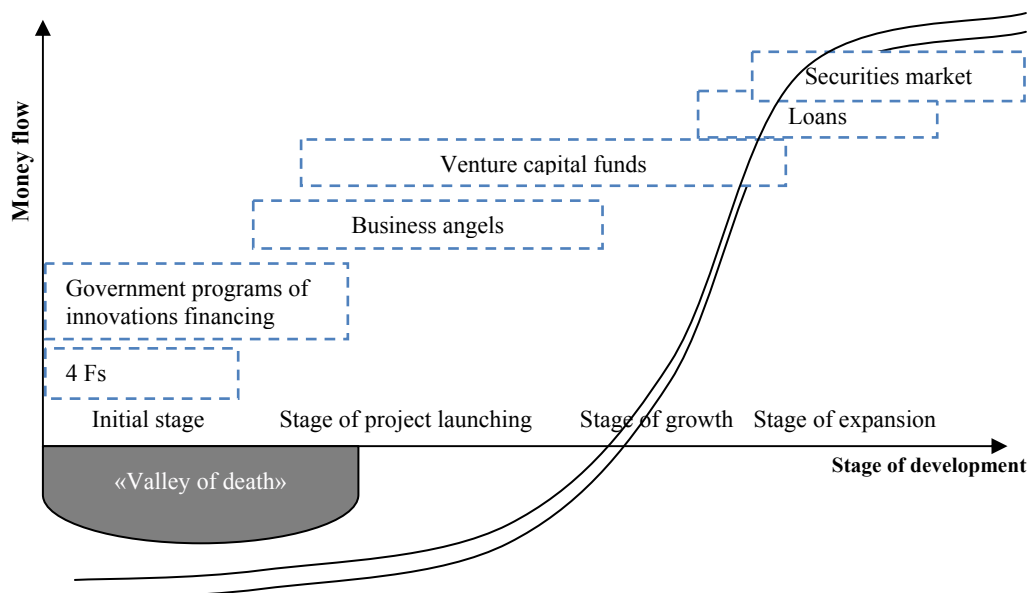 Money flow
Securities market
Loans
Venture capital funds
Business angels
Government programs of
innovations financing
4 Fs
Initial stage
Stage of project launching
Stage of growth
Stage of expansion
Stage of development
«Valley of death»